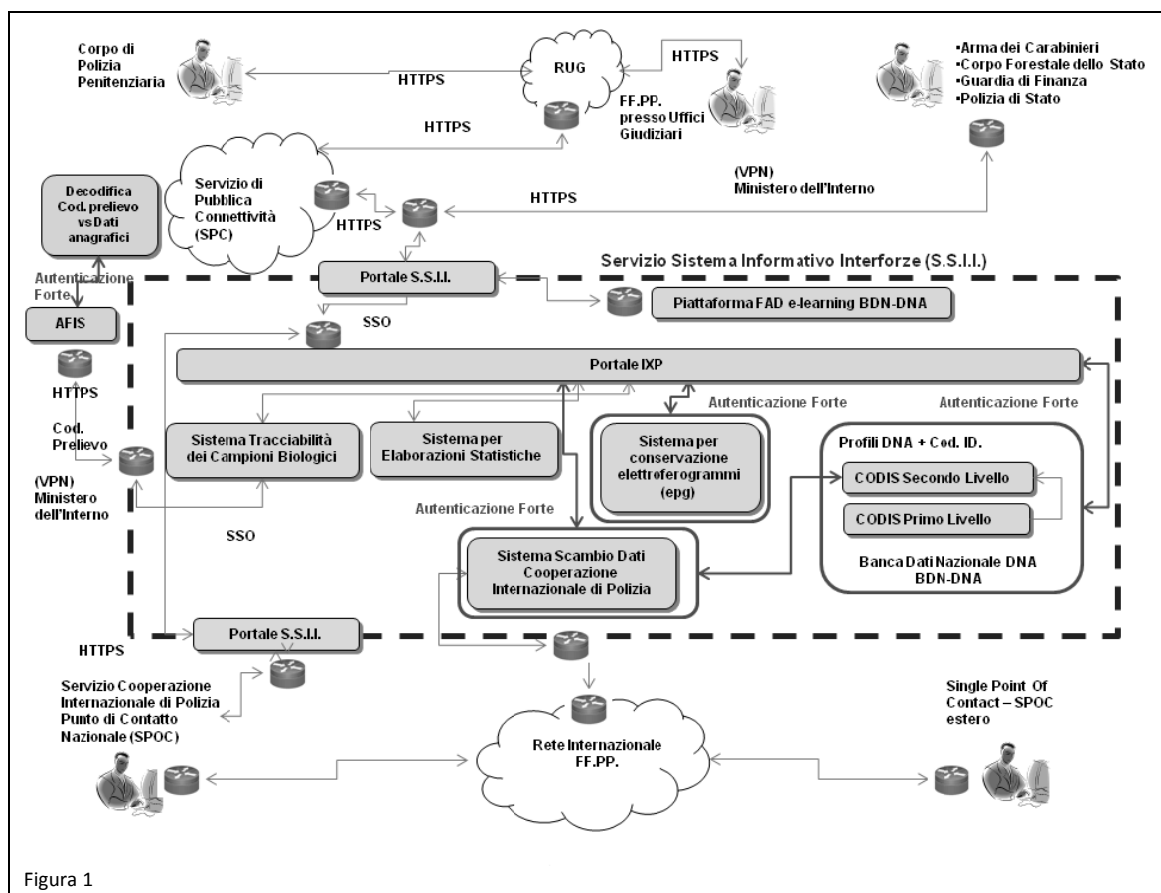 Corpo di
Polizia
Penitenziaria
HTTPS
RUG
HTTPS
FF.PP.
presso Uffici
Giudiziari
•Arma dei Carabinieri
•Corpo Forestale dello Stato
•Guardia di Finanza
•Polizia di Stato
HTTPS
(VPN)
Ministero dell'Interno
Decodifica
Cod. prelievo
vs Dati
anagrafici
Servizio di
Pubblica
Connettività
(SPC)
HTTPS
HTTPS
Autenticazione
Forte
Portale S.S.I.I.
Servizio Sistema Informativo Interforze (S.S.I.I.)
Piattaforma FAD e-learning BDN-DNA
AFIS
SSO
Portale IXP
HTTPS
Cod.
Prelievo
(VPN)
Ministero
dell'Interno
Sistema Tracciabilità
dei Campioni Biologici
SSO
Sistema per
Elaborazioni Statistiche
Autenticazione Forte
Sistema per
conservazione
elettroferogrammi
(epg)
Autenticazione Forte
Profili DNA + Cod. ID.
CODIS Secondo Livello
CODIS Primo Livello
Banca Dati Nazionale DNA
BDN-DNA
Autenticazione Forte
Sistema Scambio Dati
Cooperazione
Internazionale di Polizia
Portale S.S.I.I.
HTTPS
Servizio Cooperazione
Internazionale di Polizia
Punto di Contatto
Nazionale (SPOC)
Rete Internazionale
FF.PP.
Single Point Of
Contact – SPOC
estero
Figura 1